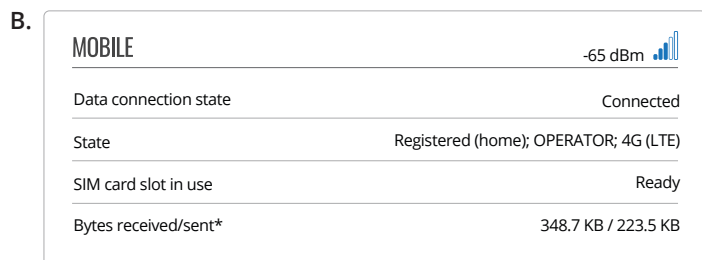 B.
MOBILE -65 dBm
Data connection state Connected
State Registered (home); OPERATOR; 4G (LTE)
SIM card slot in use Ready
Bytes received/sent* 348.7 KB / 223.5 KB